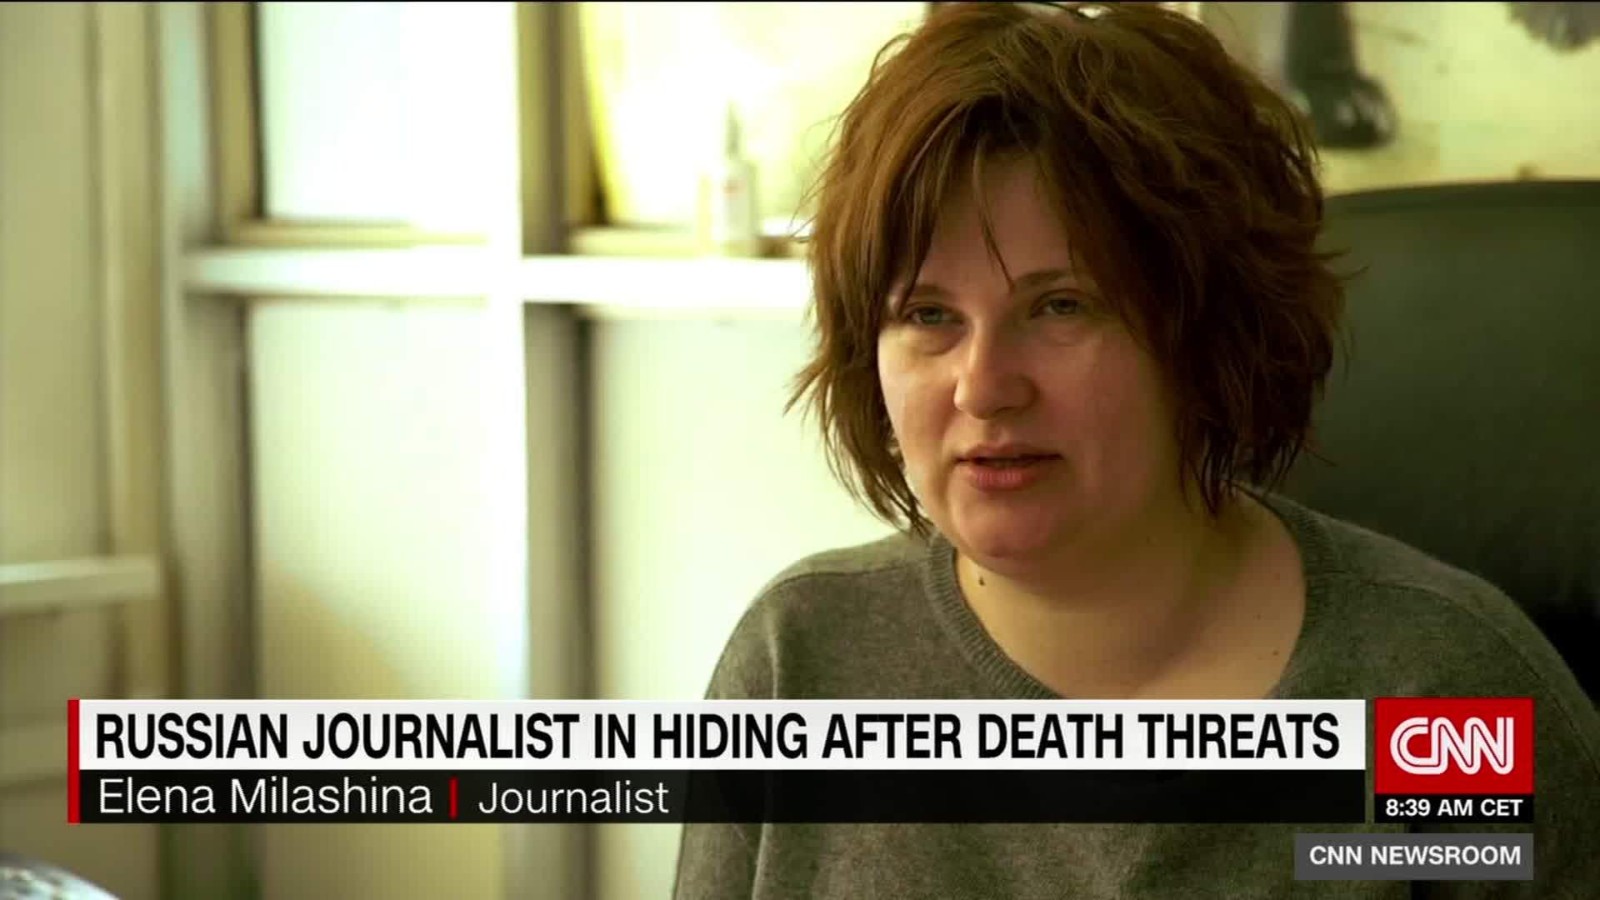 RUSSIAN JOURNALIST IN HIDING AFTER DEATH THREATS
Elena Milashina | Journalist
CNN
8:39 AM CET
CNN NEWSROOM